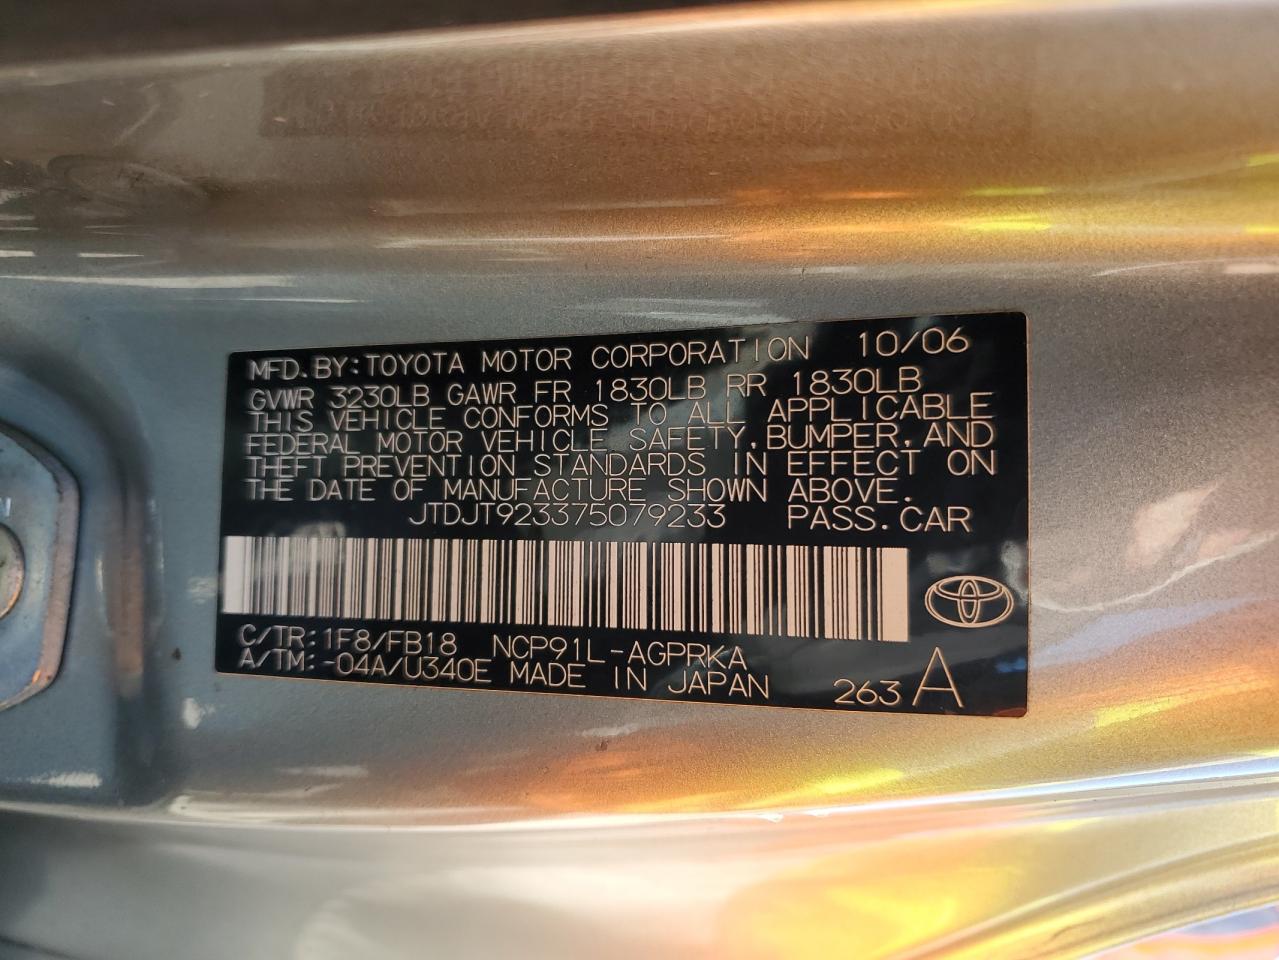 MFD. BY: TOYOTA MOTOR CORPORATION 10/06
GVWR 3230LB GAWR FR 1830LB RR 1830LB
THIS VEHICLE CONFORMS TO ALL APPLICABLE
FEDERAL MOTOR VEHICLE SAFETY, BUMPER, AND
THEFT PREVENTION STANDARDS IN EFFECT ON
THE DATE OF MANUFACTURE SHOWN ABOVE.
JTDJT923375079233 PASS. CAR
C/TR: 1F8/FB18 NCP91L-AGPRKA
A/TM: -04A/U340E MADE IN JAPAN 263 A